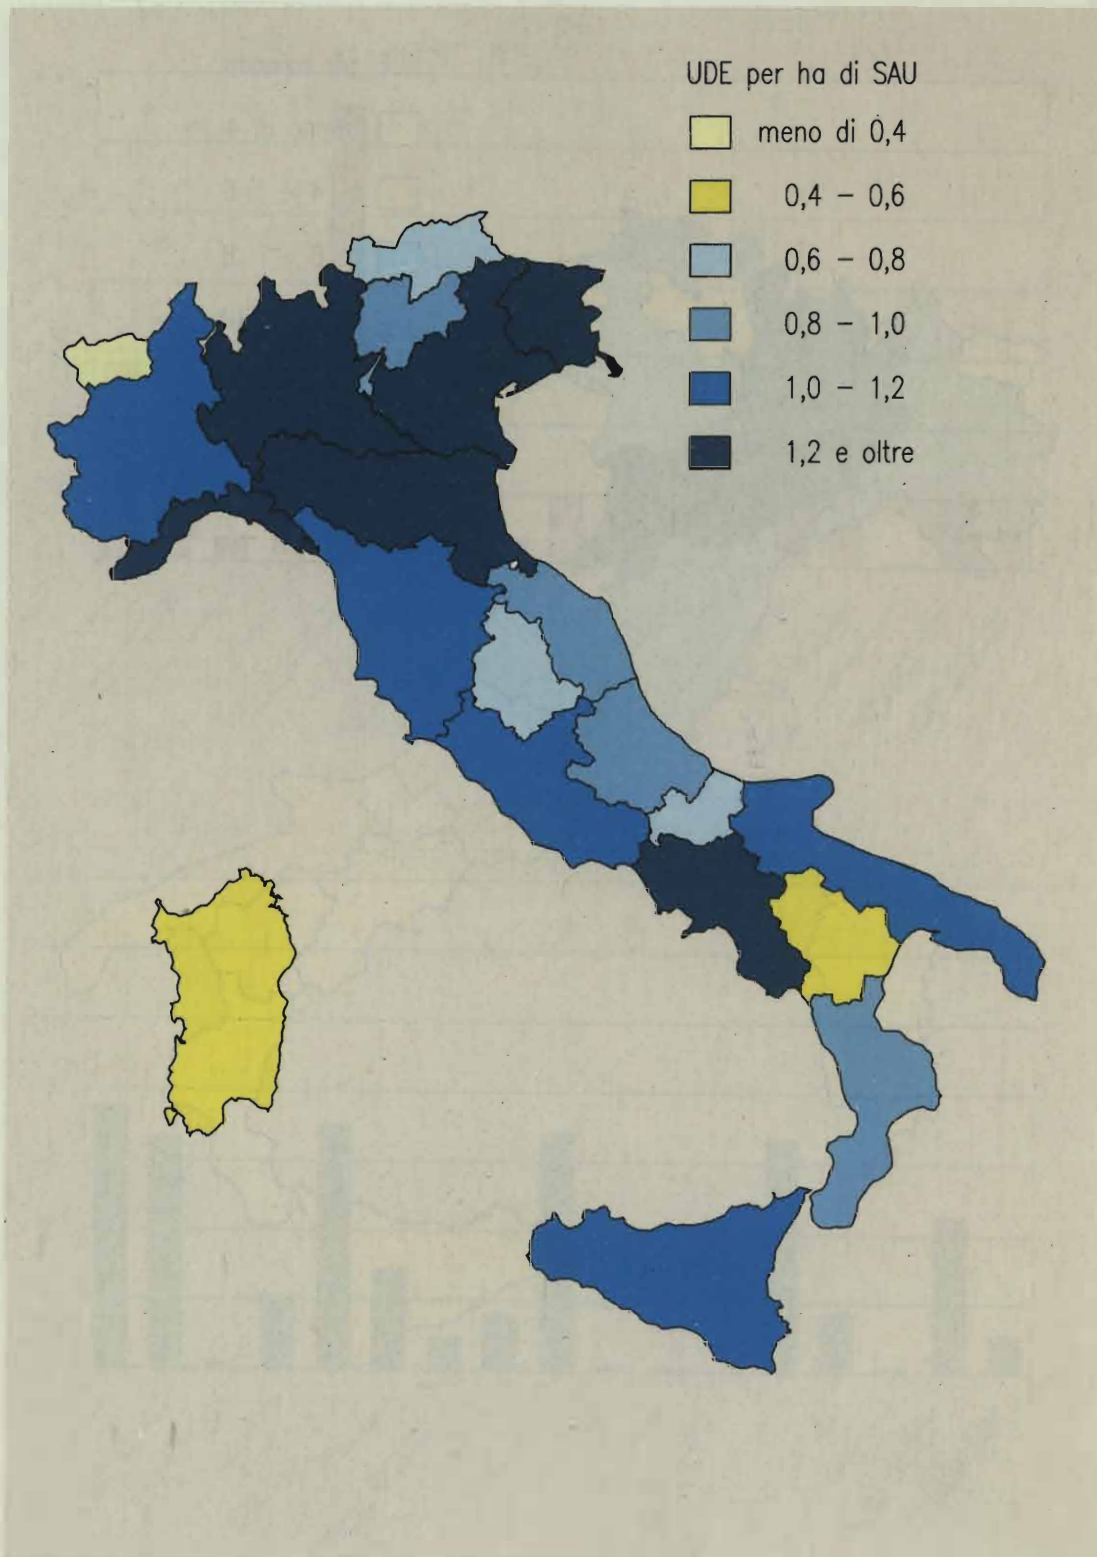 UDE per ha di SAU
meno di 0,4
0,4 – 0,6
0,6 – 0,8
0,8 – 1,0
1,0 – 1,2
1,2 e oltre